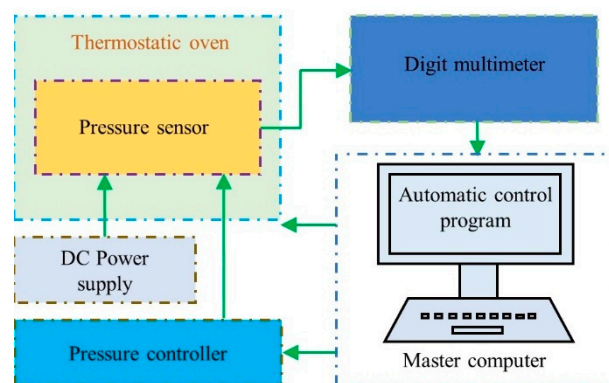 Thermostatic oven
Digit multimeter
Pressure sensor
Automatic control
program
DC Power
supply
Pressure controller
Master computer